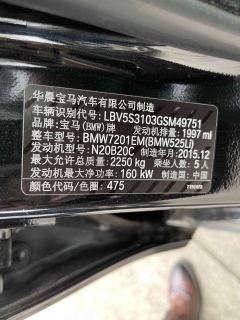 华晨宝马汽车有限公司制造
车辆识别代号: LBV5S3103GSM49751
品牌: 宝马(BMW)牌 发动机排量: 1997 ml
整车型号: BMW7201EM(BMW525Li)
发动机型号: N20B20C 制造年月: 2015.12
最大允许总质量: 2250 kg 乘坐人数: 5 人
发动机最大净功率: 160 kW 制造国: 中国
颜色代码/色圈: 475